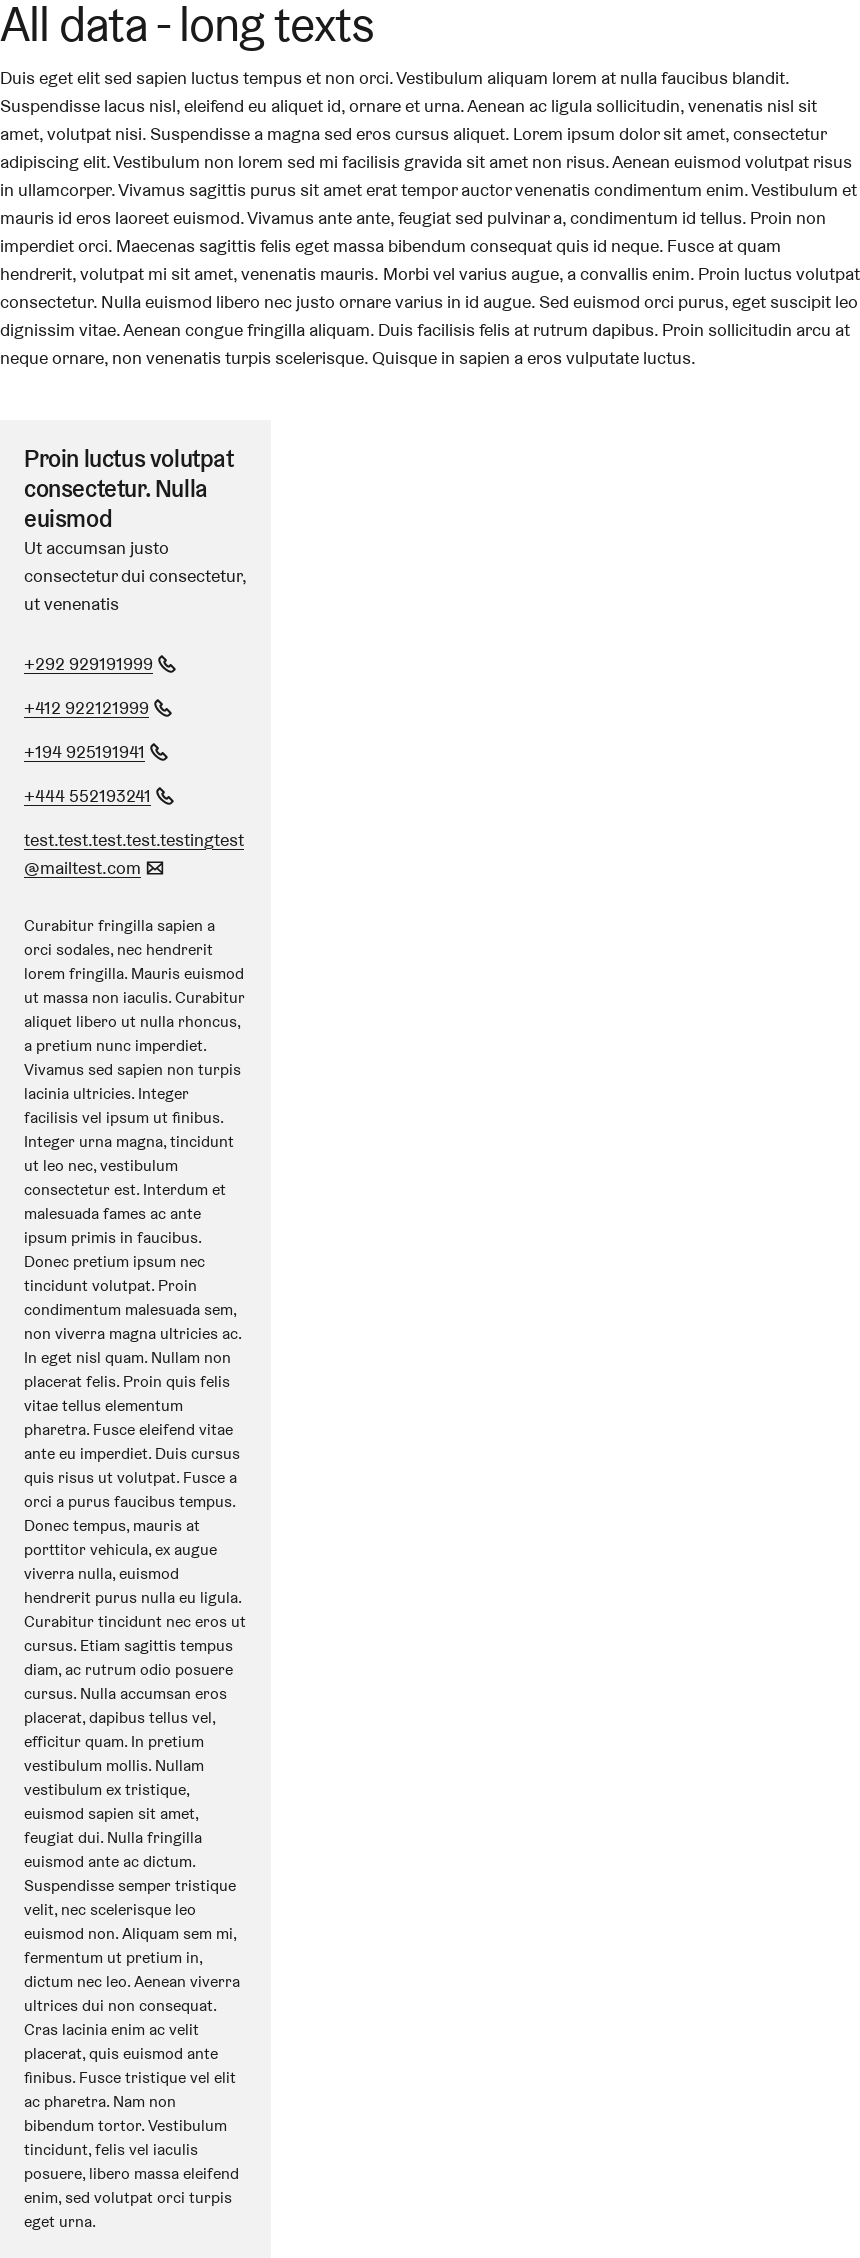 All data - long texts
Duis eget elit sed sapien luctus tempus et non orci. Vestibulum aliquam lorem at nulla faucibus blandit.
Suspendisse lacus nisl, eleifend eu aliquet id, ornare et urna. Aenean ac ligula sollicitudin, venenatis nisl sit
amet, volutpat nisi. Suspendisse a magna sed eros cursus aliquet. Lorem ipsum dolor sit amet, consectetur
adipiscing elit. Vestibulum non lorem sed mi facilisis gravida sit amet non risus. Aenean euismod volutpat risus
in ullamcorper. Vivamus sagittis purus sit amet erat tempor auctor venenatis condimentum enim. Vestibulum et
mauris id eros laoreet euismod. Vivamus ante ante, feugiat sed pulvinar a, condimentum id tellus. Proin non
imperdiet orci. Maecenas sagittis felis eget massa bibendum consequat quis id neque. Fusce at quam
hendrerit, volutpat mi sit amet, venenatis mauris. Morbi vel varius augue, a convallis enim. Proin luctus volutpat
consectetur. Nulla euismod libero nec justo ornare varius in id augue. Sed euismod orci purus, eget suscipit leo
dignissim vitae. Aenean congue fringilla aliquam. Duis facilisis felis at rutrum dapibus. Proin sollicitudin arcu at
neque ornare, non venenatis turpis scelerisque. Quisque in sapien a eros vulputate luctus.
Proin luctus volutpat
consectetur. Nulla
euismod
Ut accumsan justo
consectetur dui consectetur,
ut venenatis
+292 929191999
+412 922121999
+194 925191941
+444 552193241
test.test.test.test.testingtest
@mailtest.com
Curabitur fringilla sapien a
orci sodales, nec hendrerit
lorem fringilla. Mauris euismod
ut massa non iaculis. Curabitur
aliquet libero ut nulla rhoncus,
a pretium nunc imperdiet.
Vivamus sed sapien non turpis
lacinia ultricies. Integer
facilisis vel ipsum ut finibus.
Integer urna magna, tincidunt
ut leo nec, vestibulum
consectetur est. Interdum et
malesuada fames ac ante
ipsum primis in faucibus.
Donec pretium ipsum nec
tincidunt volutpat. Proin
condimentum malesuada sem,
non viverra magna ultricies ac.
In eget nisl quam. Nullam non
placerat felis. Proin quis felis
vitae tellus elementum
pharetra. Fusce eleifend vitae
ante eu imperdiet. Duis cursus
quis risus ut volutpat. Fusce a
orci a purus faucibus tempus.
Donec tempus, mauris at
porttitor vehicula, ex augue
viverra nulla, euismod
hendrerit purus nulla eu ligula.
Curabitur tincidunt nec eros ut
cursus. Etiam sagittis tempus
diam, ac rutrum odio posuere
cursus. Nulla accumsan eros
placerat, dapibus tellus vel,
efficitur quam. In pretium
vestibulum mollis. Nullam
vestibulum ex tristique,
euismod sapien sit amet,
feugiat dui. Nulla fringilla
euismod ante ac dictum.
Suspendisse semper tristique
velit, nec scelerisque leo
euismod non. Aliquam sem mi,
fermentum ut pretium in,
dictum nec leo. Aenean viverra
ultrices dui non consequat.
Cras lacinia enim ac velit
placerat, quis euismod ante
finibus. Fusce tristique vel elit
ac pharetra. Nam non
bibendum tortor. Vestibulum
tincidunt, felis vel iaculis
posuere, libero massa eleifend
enim, sed volutpat orci turpis
eget urna.